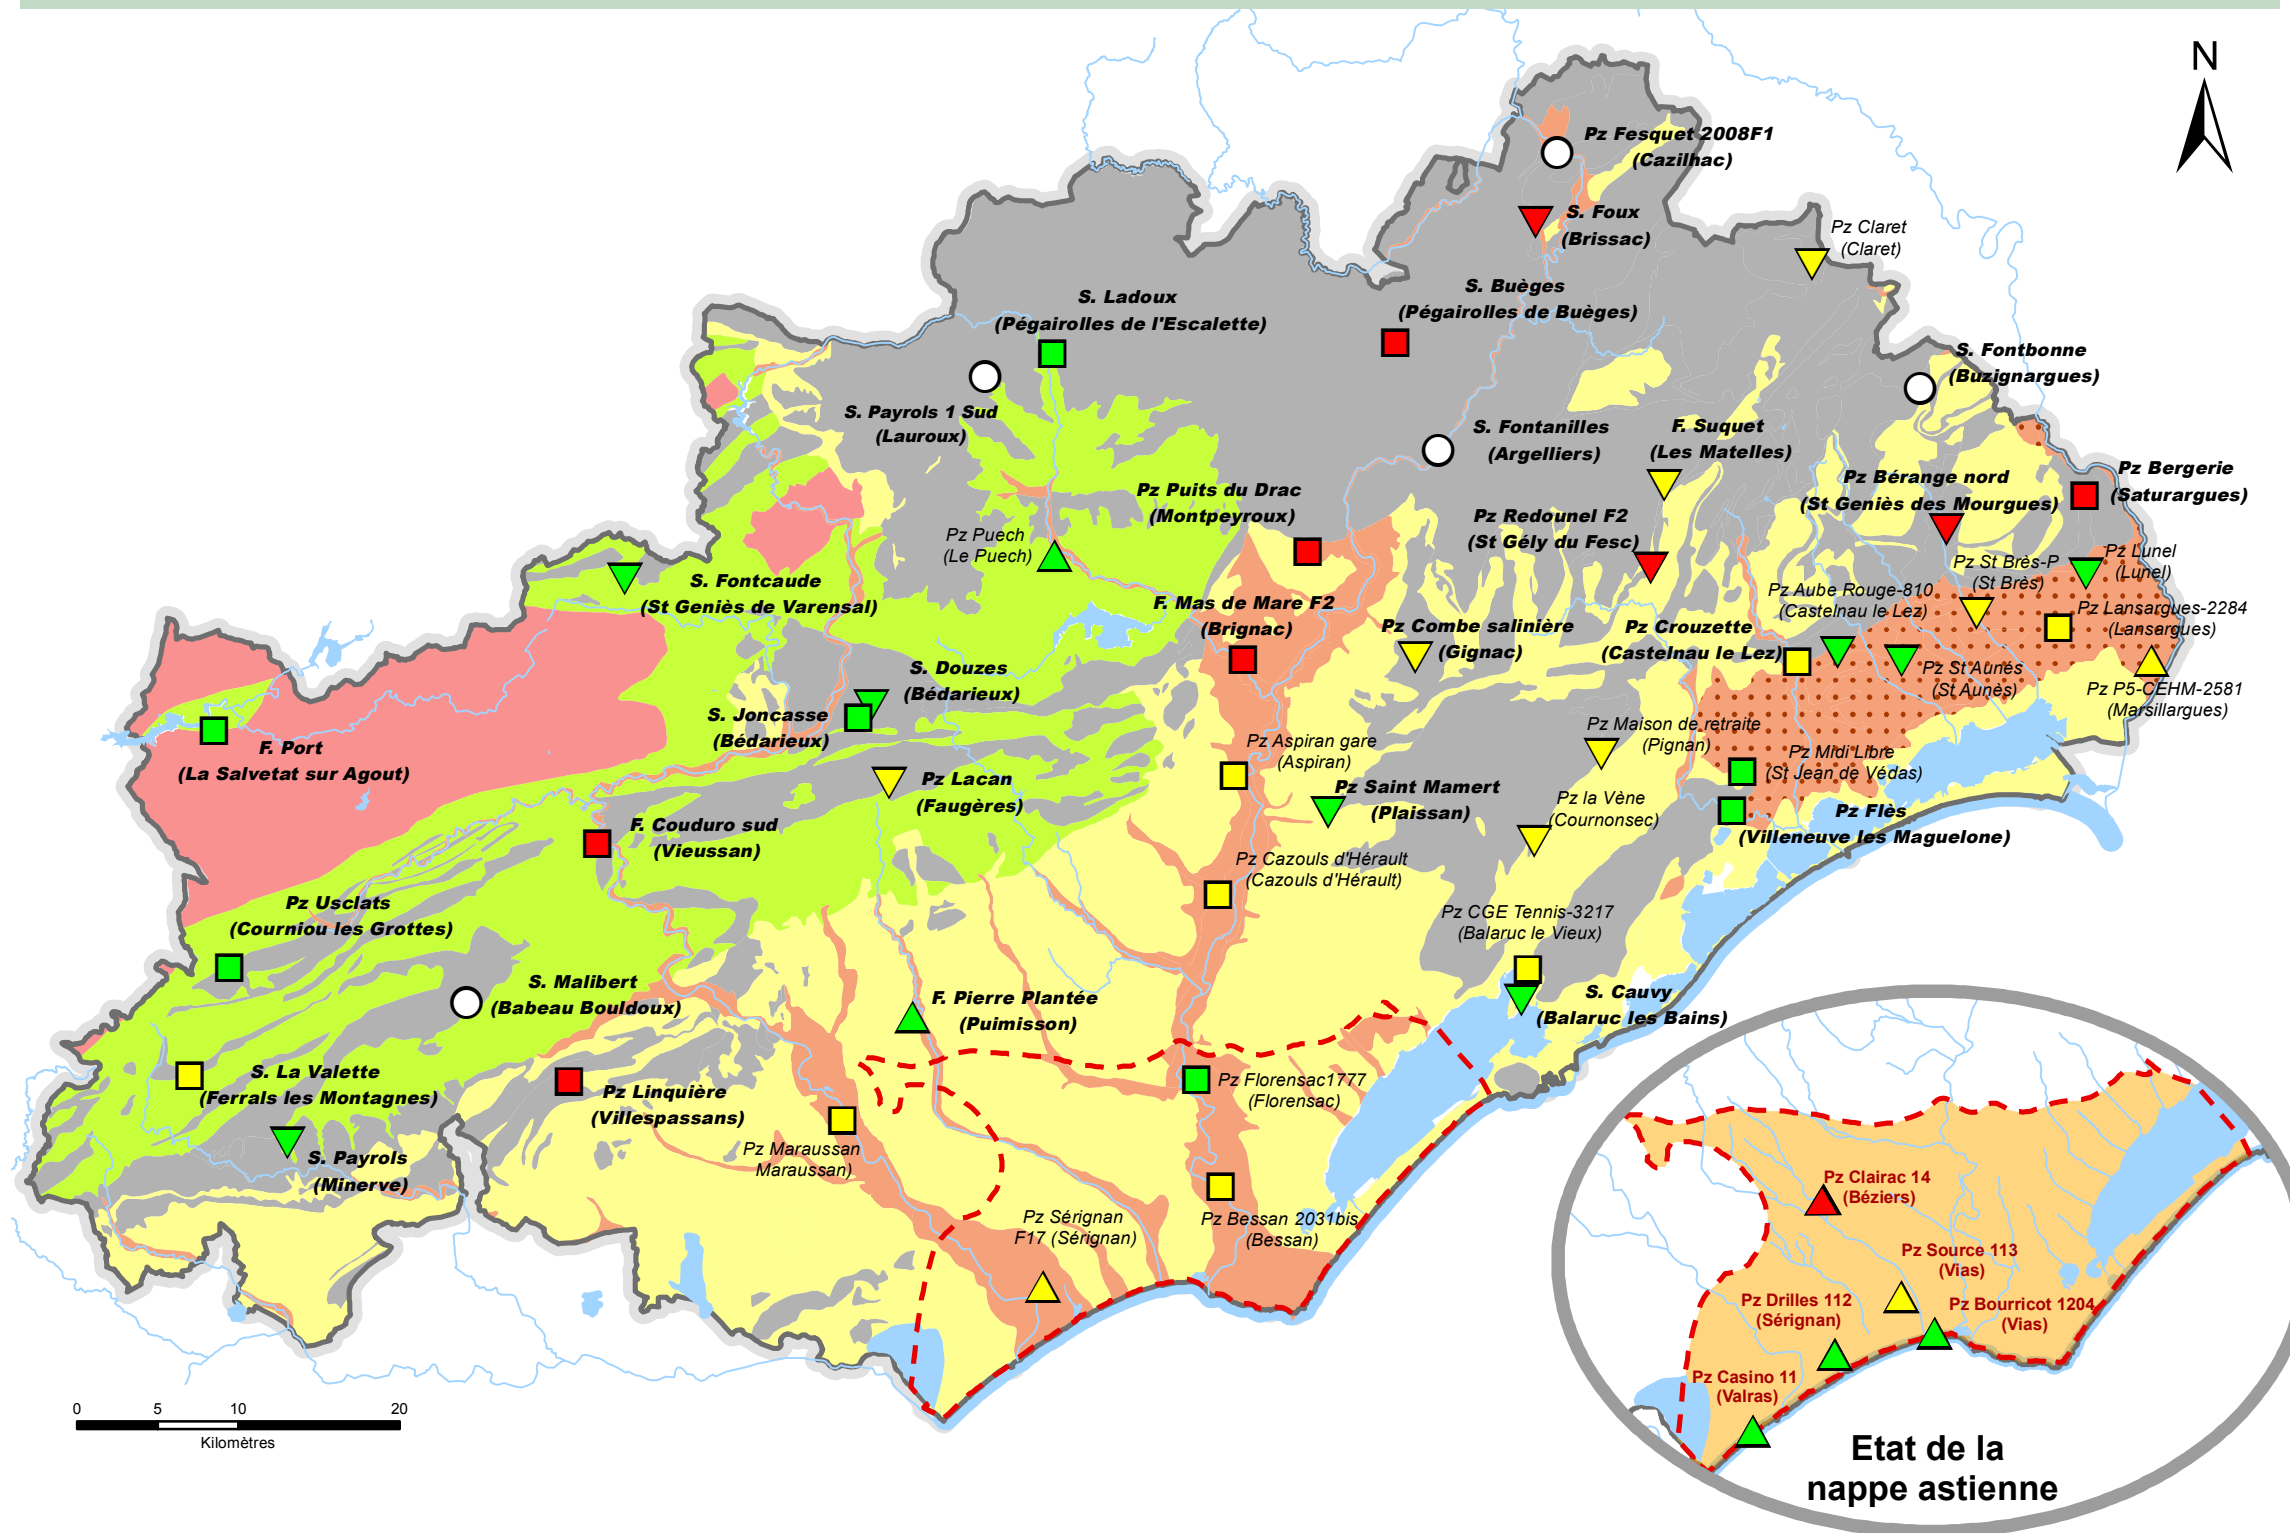 N
Pz Fesquet 2008F1
(Cazilhac)
S. Foux
(Brissac)
Pz Claret
(Claret)
S. Ladoux
(Pégairolles de l'Escalette)
S. Buèges
(Pégairolles de Buèges)
S. Fontbonne
(Buzignargues)
S. Payrols 1 Sud
(Lauroux)
S. Fontanilles
(Argelliers)
F. Suquet
(Les Matelles)
Pz Bérange nord
(St Geniès des Mourgues)
Pz Bergerie
(Saturargues)
Pz Puits du Drac
(Montpeyroux)
Pz Redounel F2
(St Gély du Fesc)
Pz Puech
(Le Puech)
Pz St Brès-P
(St Brès)
Pz Lunel
(Lunel)
S. Fontcaude
(St Geniès de Varensal)
Pz Aube Rouge-810
(Castelnau le Lez)
F. Mas de Mare F2
(Brignac)
Pz Lansargues-2284
(Lansargues)
Pz Combe salinière
(Gignac)
Pz Crouzette
(Castelnau le Lez)
S. Douzes
(Bédarieux)
Pz St Aunés
(St Aunès)
Pz P5-CEHM-2581
(Marsillargues)
S. Joncasse
(Bédarieux)
F. Port
(La Salvetat sur Agout)
Pz Maison de retraite
(Pignan)
Pz Aspiran gare
(Aspiran)
Pz Midi Libre
(St Jean de Védas)
Pz Lacan
(Faugères)
Pz Saint Mamert
(Plaissan)
Pz la Vène
(Cournonsec)
Pz Flès
(Villeneuve les Maguelone)
F. Couduro sud
(Vieussan)
Pz Cazouls d'Hérault
(Cazouls d'Hérault)
Pz Usclats
(Courniou les Grottes)
Pz CGE Tennis-3217
(Balaruc le Vieux)
S. Malibert
(Babeau Bouldoux)
F. Pierre Plantée
(Puimisson)
S. Cauvy
(Balaruc les Bains)
S. La Valette
(Ferrals les Montagnes)
Pz Linquière
(Villespassans)
Pz Florensac1777
(Florensac)
Pz Maraussan
Maraussan)
S. Payrols
(Minerve)
Pz Sérignan
F17 (Sérignan)
Pz Bessan 2031bis
(Bessan)
Pz Clairac 14
(Béziers)
Pz Source 113
(Vias)
Pz Drilles 112
(Sérignan)
Pz Bourricot 1204
(Vias)
Pz Casino 11
(Valras)
Etat de la
nappe astienne
0 5 10 20
Kilomètres